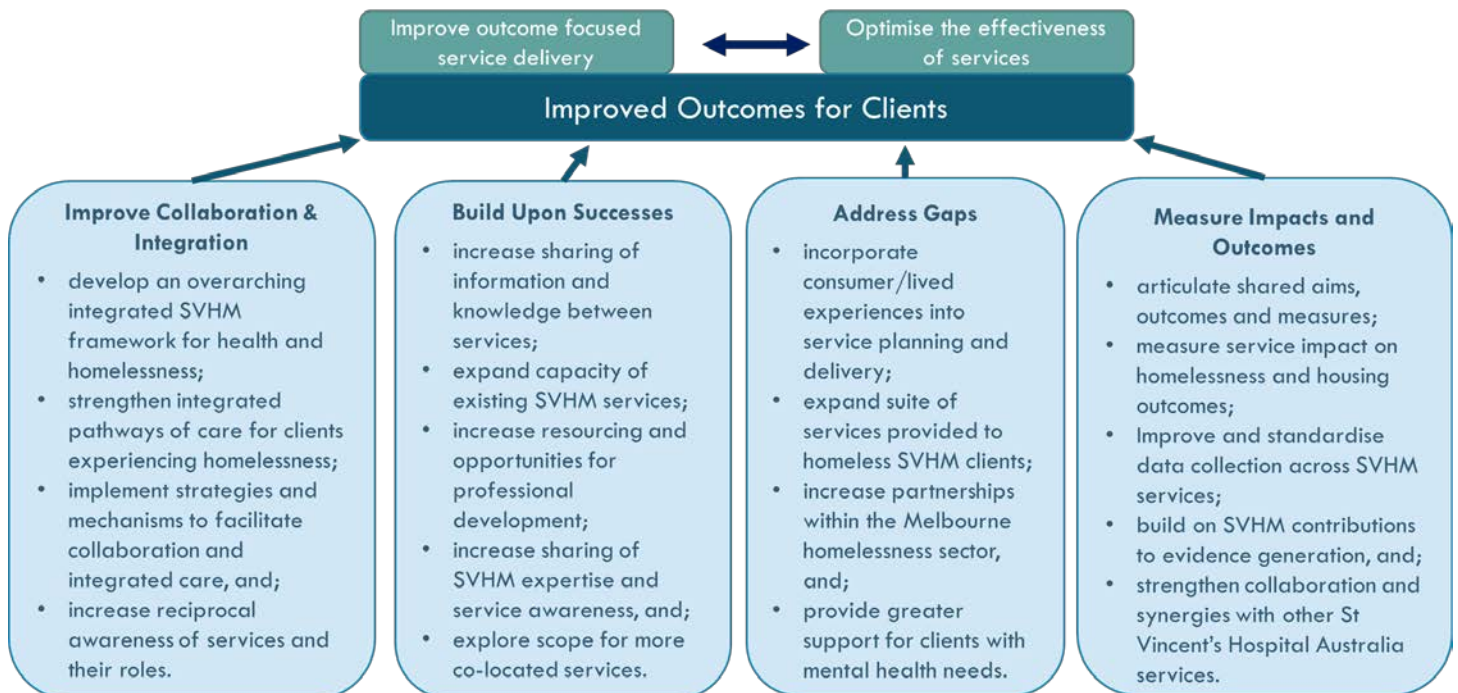 Improve outcome focused
service delivery
Optimise the effectiveness
of services
Improved Outcomes for Clients
Improve Collaboration &
Integration
• develop an overarching
integrated SVHM
framework for health and
homelessness;
• strengthen integrated
pathways of care for clients
experiencing homelessness;
• implement strategies and
mechanisms to facilitate
collaboration and
integrated care, and;
• increase reciprocal
awareness of services and
their roles.
Build Upon Successes
• increase sharing of
information and
knowledge between
services;
• expand capacity of
existing SVHM services;
• increase resourcing and
opportunities for
professional
development;
• increase sharing of
SVHM expertise and
service awareness, and;
• explore scope for more
co-located services.
Address Gaps
• incorporate
consumer/lived
experiences into
service planning and
delivery;
• expand suite of
services provided to
homeless SVHM clients;
• increase partnerships
within the Melbourne
homelessness sector,
and;
• provide greater
support for clients with
mental health needs.
Measure Impacts and
Outcomes
• articulate shared aims,
outcomes and measures;
• measure service impact on
homelessness and housing
outcomes;
• Improve and standardise
data collection across SVHM
services;
• build on SVHM contributions
to evidence generation, and;
• strengthen collaboration and
synergies with other St
Vincent's Hospital Australia
services.